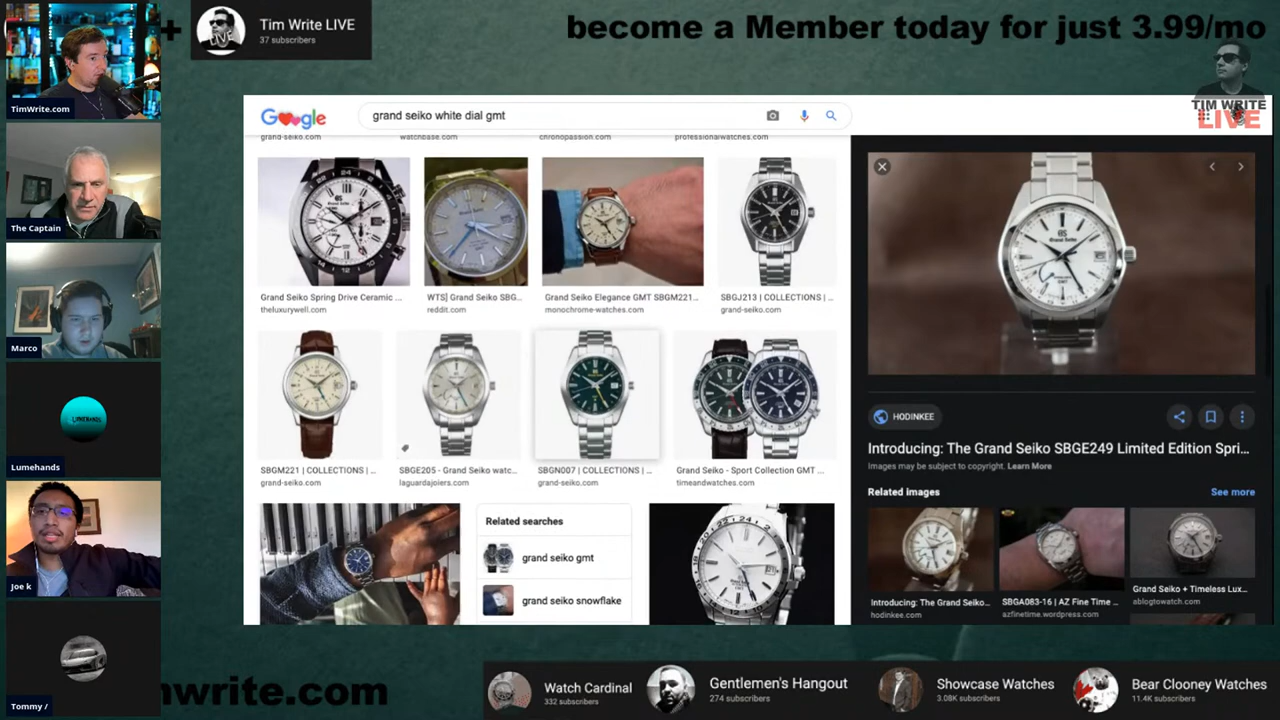 Tim Write LIVE
37 subscribers
become a Member today for just 3.99/mo
TimWrite.com
The Captain
Marco
Lumehands
LUMEHANDS
Joe k
Tommy /
TIM WRITE
LIVE
Google
grand seiko white dial gmt
grand-seiko.com
watchbase.com
chronopassion.com
professionalwatches.com
Grand Seiko Spring Drive Ceramic ...
theluxurywell.com
WTS] Grand Seiko SBG...
reddit.com
Grand Seiko Elegance GMT SBGM221...
monochrome-watches.com
SBGJ213 | COLLECTIONS | ...
grand-seiko.com
SBGM221 | COLLECTIONS | ...
grand-seiko.com
SBGE205 - Grand Seiko watc...
laguardajoiers.com
SBGN007 | COLLECTIONS | ...
grand-seiko.com
Grand Seiko - Sport Collection GMT ...
timeandwatches.com
Related searches
grand seiko gmt
grand seiko snowflake
GS
Grand Seiko
HODINKEE
Introducing: The Grand Seiko SBGE249 Limited Edition Spri...
Images may be subject to copyright. Learn More
Related Images
See more
Introducing: The Grand Seiko...
hodinkee.com
SBGA083-16 | AZ Fine Time ...
azfinetime.wordpress.com
Grand Seiko + Timeless Lux...
ablogtowatch.com
nwrite.com
Watch Cardinal
332 subscribers
Gentlemen's Hangout
274 subscribers
Showcase Watches
3.08K subscribers
Bear Clooney Watches
11.4K subscribers